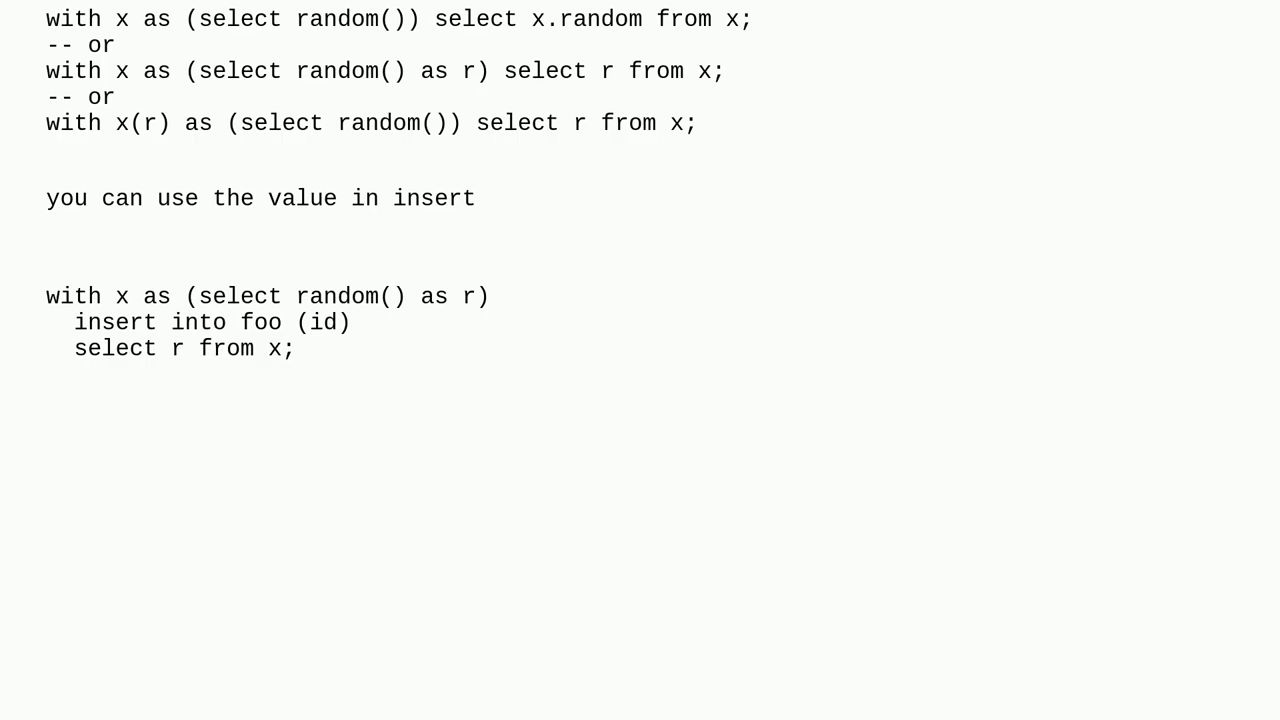 with x as (select random()) select x.random from x;
-- or
with x as (select random() as r) select r from x;
-- or
with x(r) as (select random()) select r from x;
you can use the value in insert
with x as (select random() as r)
  insert into foo (id)
  select r from x;